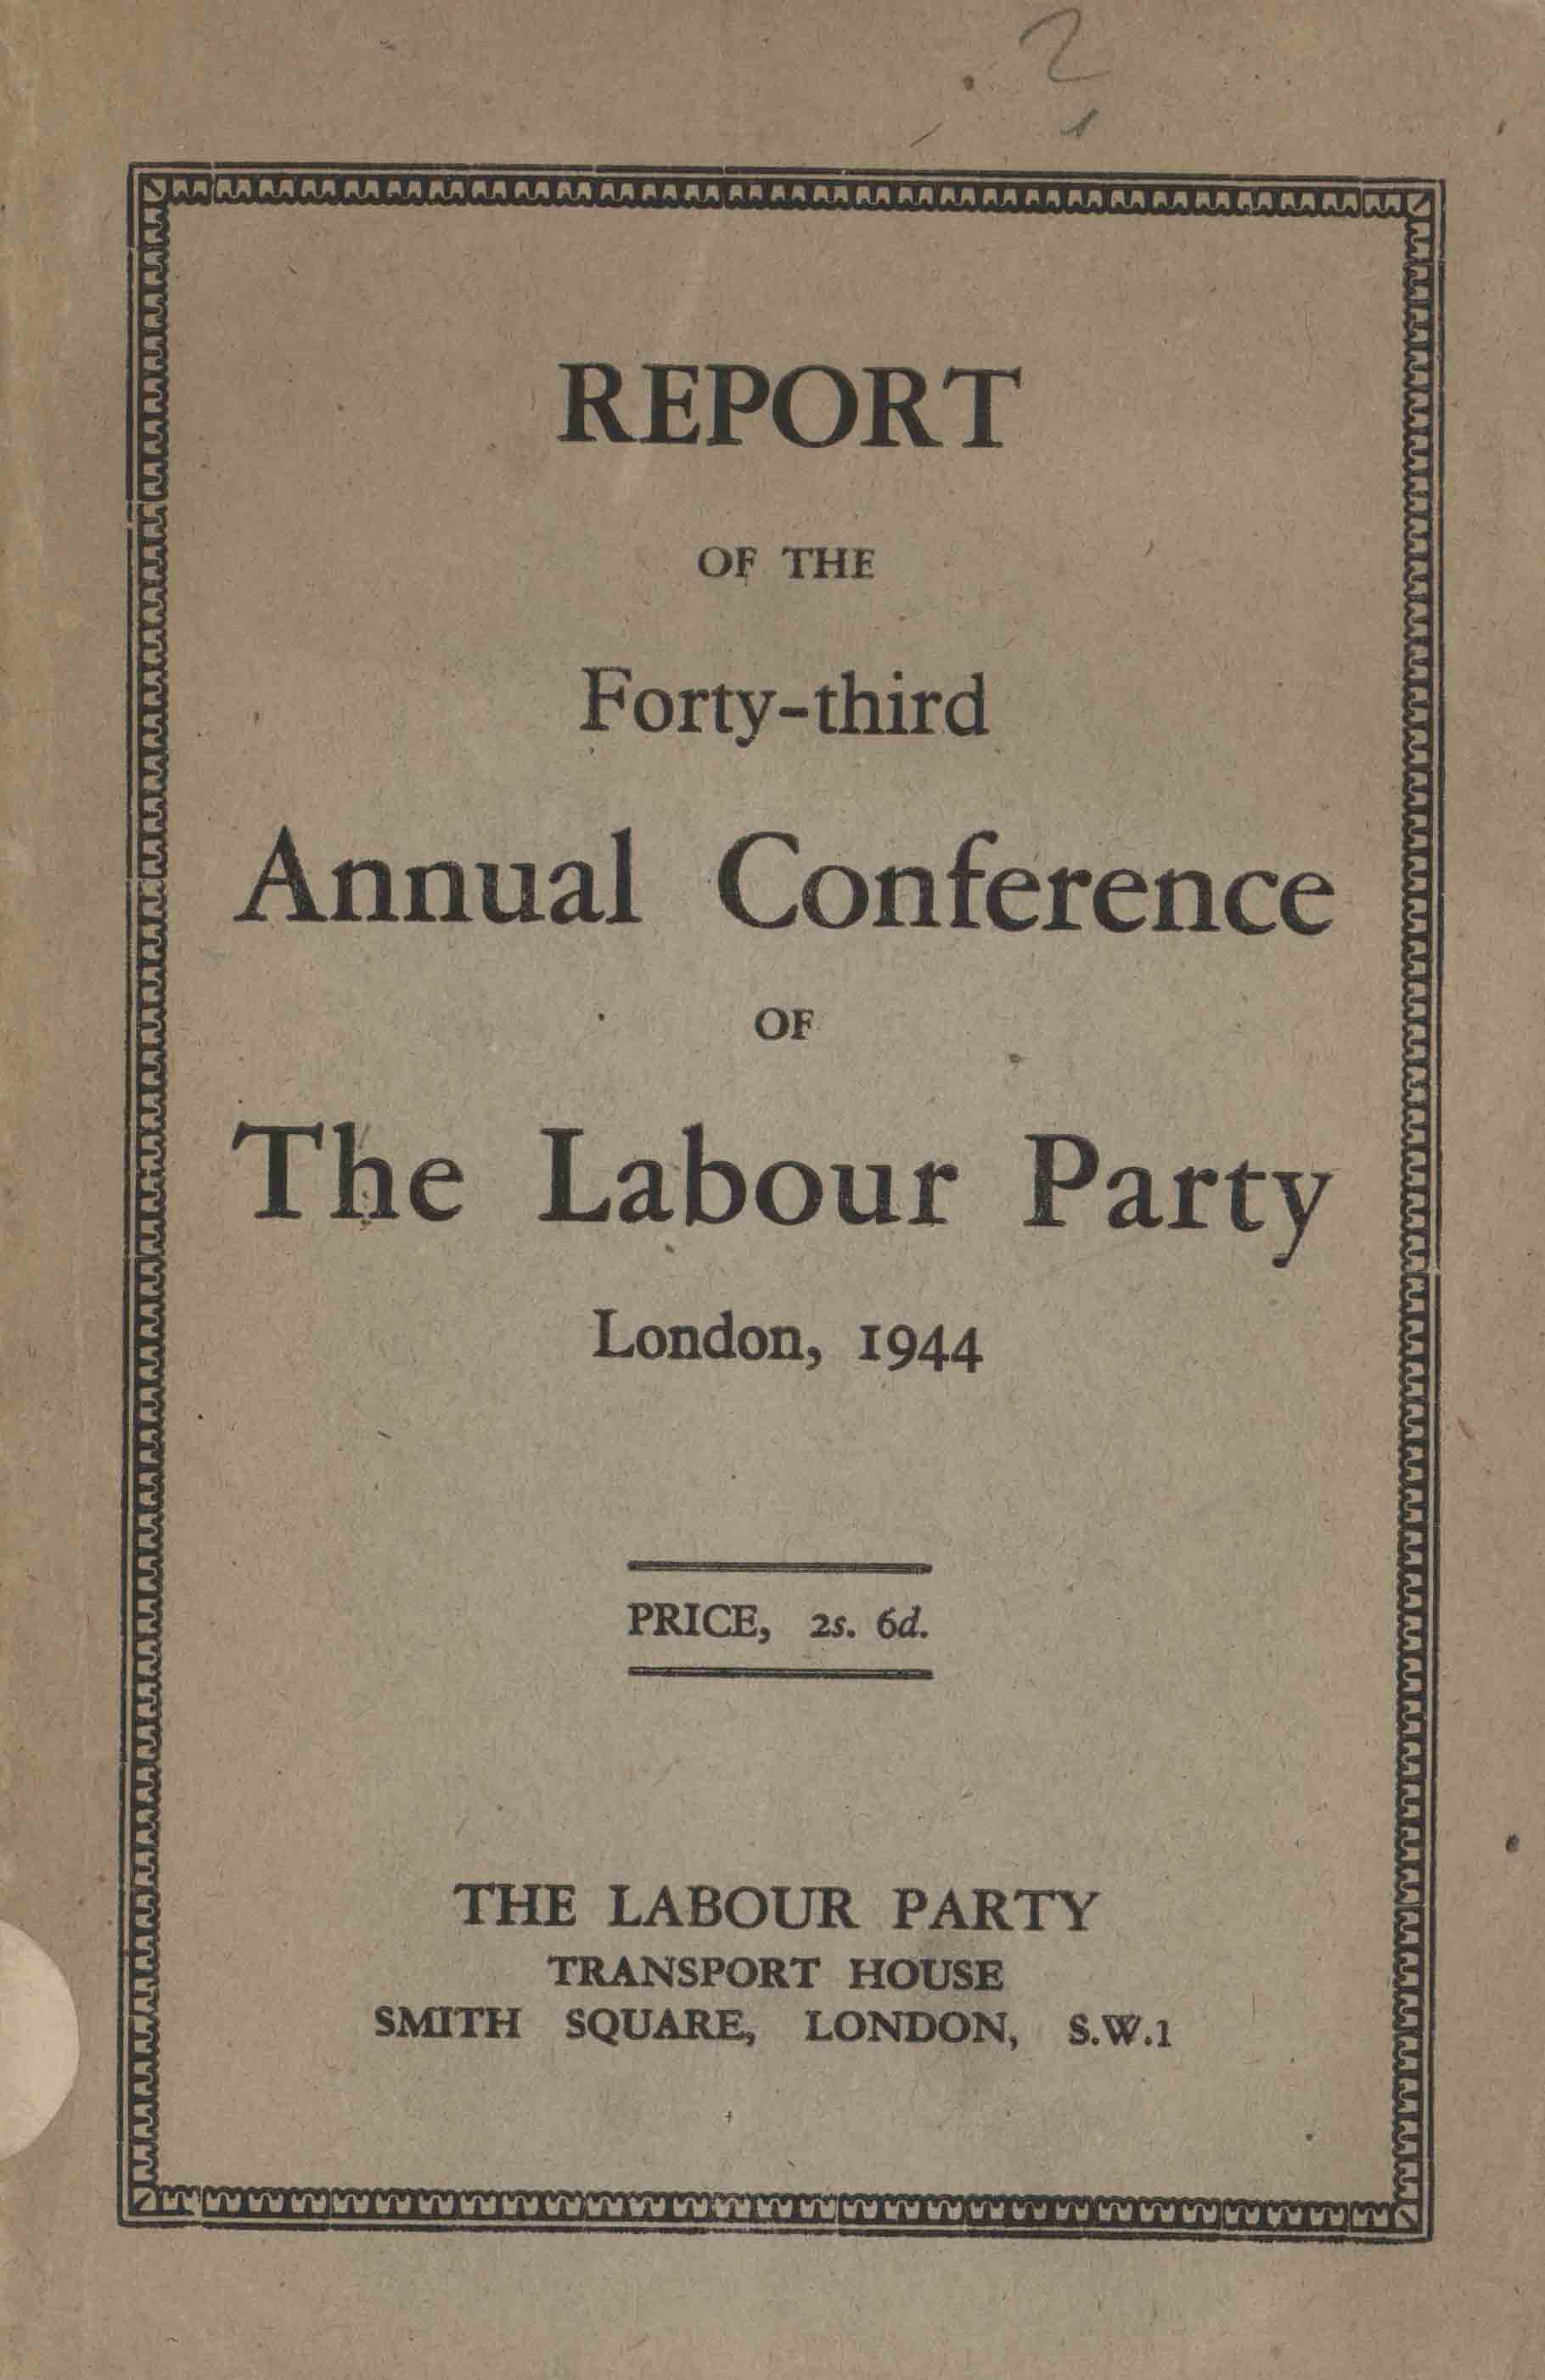 2
REPORT
OF THE
Forty-third
Annual Conference
OF
The Labour Party
London, 1944
PRICE, 2s. 6d.
THE LABOUR PARTY
TRANSPORT HOUSE
SMITH SQUARE, LONDON, S.W.1